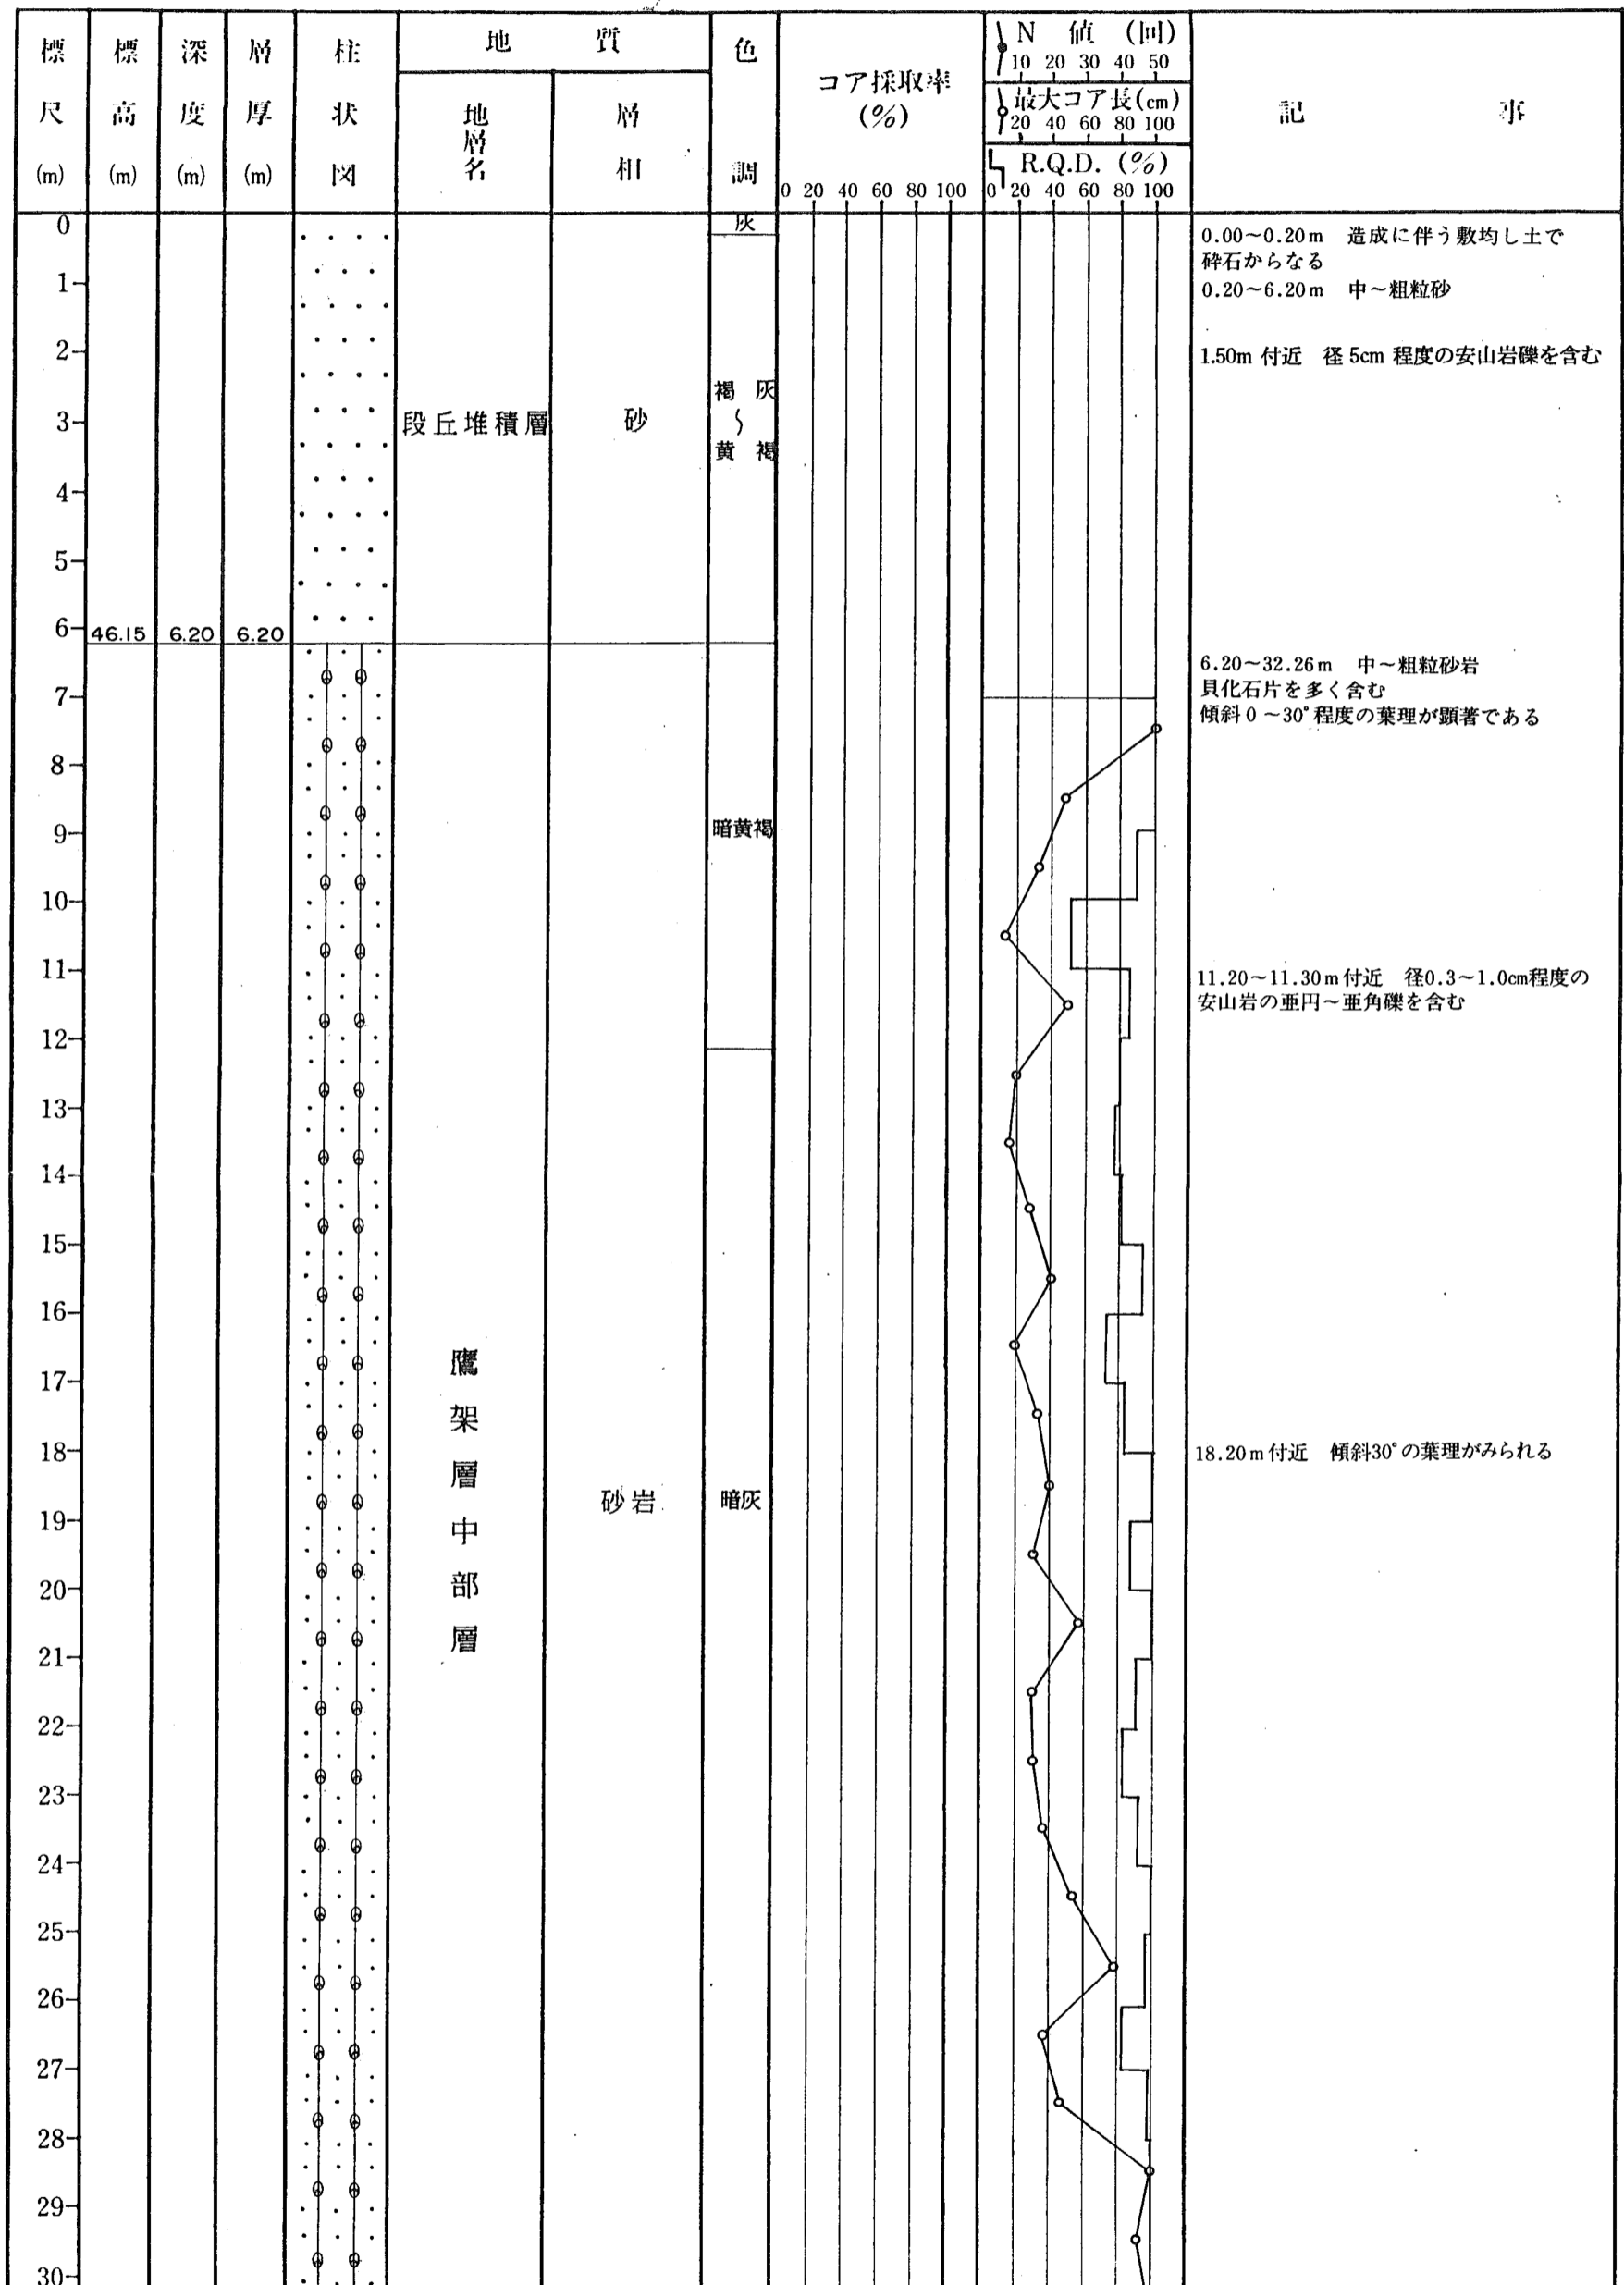 標尺(m)
標高(m)
深度(m)
層厚(m)
柱状図
地質
地層名
層相
色調
コア採取率
(%)
0 20 40 60 80 100
N 値 (回)
10 20 30 40 50
最大コア長(cm)
20 40 60 80 100
R.Q.D. (%)
0 20 40 60 80 100
記事
0
1
2
3
4
5
6
7
8
9
10
11
12
13
14
15
16
17
18
19
20
21
22
23
24
25
26
27
28
29
30
46.15 6.20 6.20
段丘堆積層
鷹架層中部層
砂
砂岩
灰
褐灰
〜
黄褐
暗黄褐
暗灰
0.00〜0.20m 造成に伴う敷均し土で
砕石からなる
0.20〜6.20m 中〜粗粒砂
1.50m 付近 径 5cm 程度の安山岩礫を含む
6.20〜32.26m 中〜粗粒砂岩
貝化石片を多く含む
傾斜 0 〜30°程度の葉理が顕著である
11.20〜11.30m付近 径0.3〜1.0cm程度の
安山岩の亜円〜亜角礫を含む
18.20m付近 傾斜30°の葉理がみられる